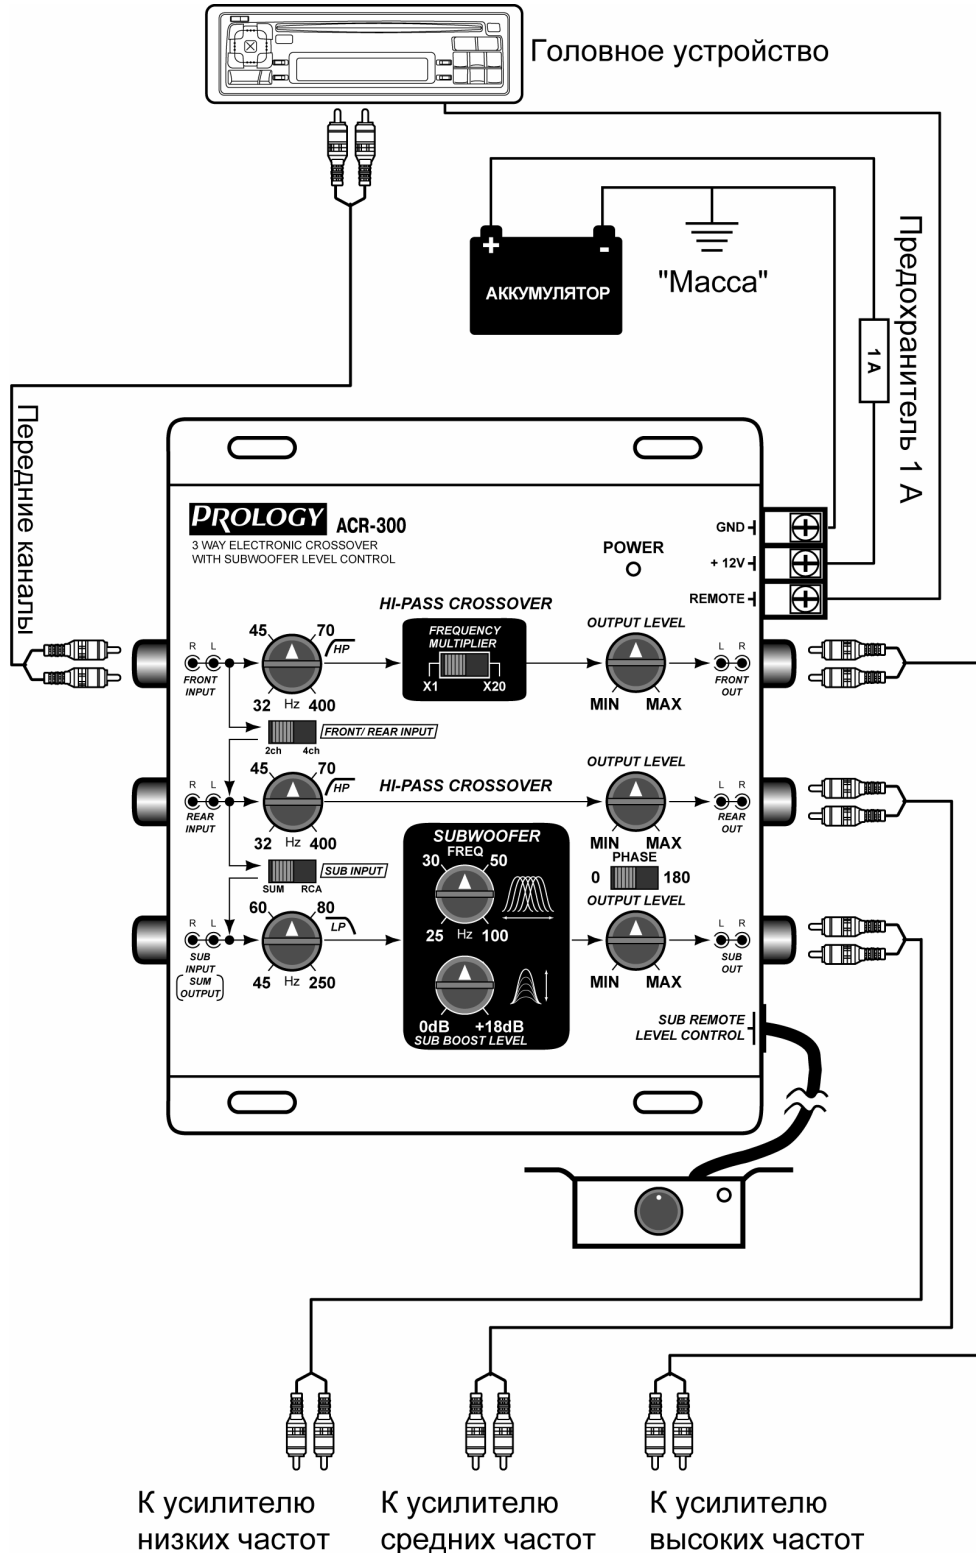 Головное устройство
+
-
АККУМУЛЯТОР
"Масса"
Предохранитель 1 А
1 А
Передние каналы
PROLOGY ACR-300
3 WAY ELECTRONIC CROSSOVER
WITH SUBWOOFER LEVEL CONTROL
POWER
GND
+ 12V
REMOTE
HI-PASS CROSSOVER
R L
FRONT
INPUT
45 70
HP
32 Hz 400
FREQUENCY
MULTIPLIER
X1 X20
OUTPUT LEVEL
MIN MAX
L R
FRONT
OUT
2ch 4ch
FRONT/ REAR INPUT
R L
REAR
INPUT
45 70
HP
32 Hz 400
HI-PASS CROSSOVER
OUTPUT LEVEL
MIN MAX
L R
REAR
OUT
SUM RCA
SUB INPUT
PHASE
0 180
R L
SUB
INPUT
SUM
OUTPUT
60 80
LP
45 Hz 250
SUBWOOFER
FREQ
30 50
25 Hz 100
0dB +18dB
SUB BOOST LEVEL
OUTPUT LEVEL
MIN MAX
L R
SUB
OUT
SUB REMOTE
LEVEL CONTROL
К усилителю
низких частот
К усилителю
средних частот
К усилителю
высоких частот